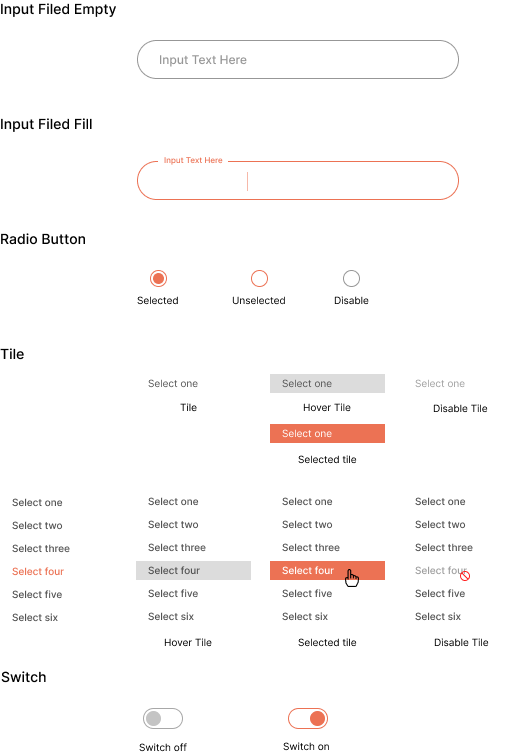 Input Filed Empty
Input Text Here
Input Filed Fill
Input Text Here
Radio Button
Selected Unselected Disable
Tile
Select one Select one Select one
Tile Hover Tile Disable Tile
Select one
Selected tile
Select one Select one Select one Select one
Select two Select two Select two Select two
Select three Select three Select three Select three
Select four Select four Select four Select four
Select five Select five Select five Select five
Select six Select six Select six Select six
Hover Tile Selected tile Disable Tile
Switch
Switch off Switch on